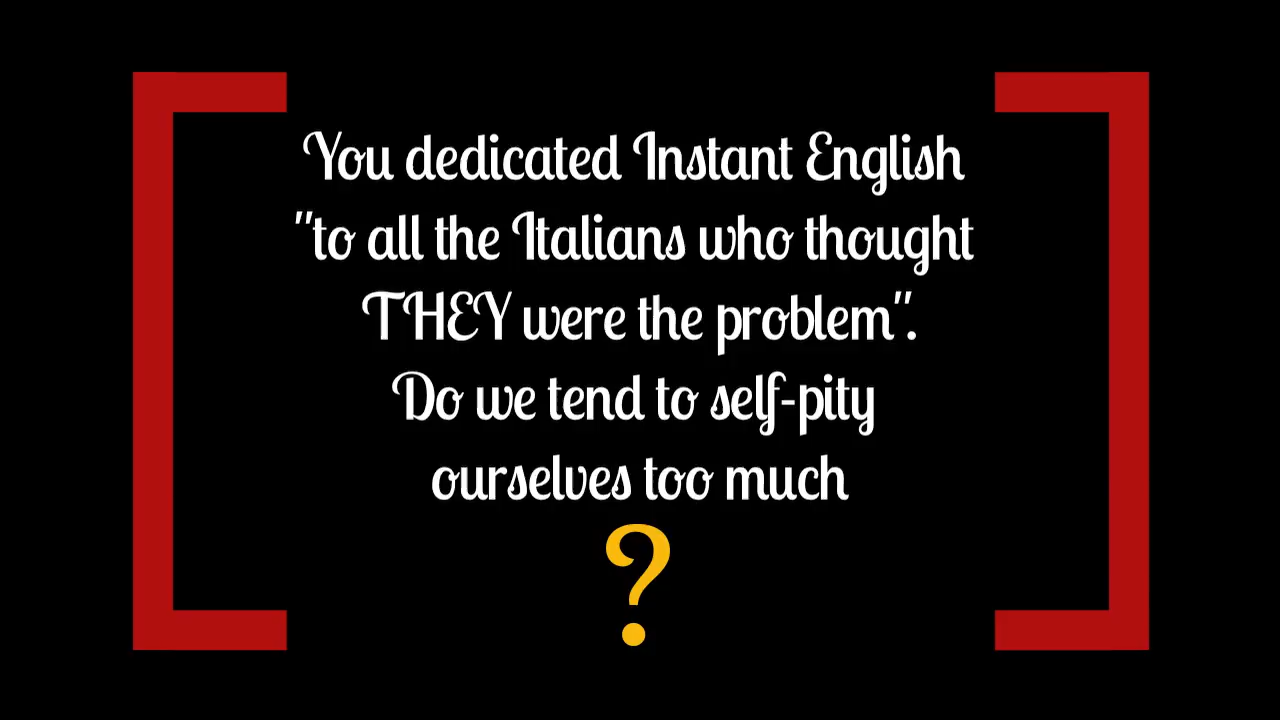 You dedicated Instant English
"to all the Italians who thought
THEY were the problem".
Do we tend to self-pity
ourselves too much
?